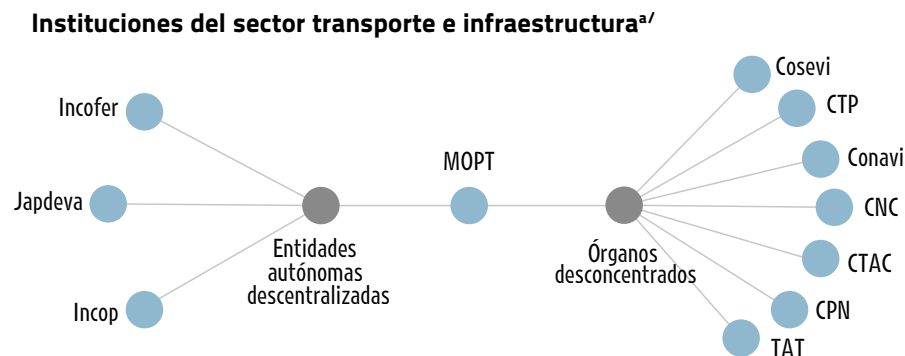 Instituciones del sector transporte e infraestructuraa/
Incofer
Japdeva
Incop
Entidades
autónomas
descentralizadas
MOPT
Órganos
desconcentrados
Cosevi
CTP
Conavi
CNC
CTAC
CPN
TAT